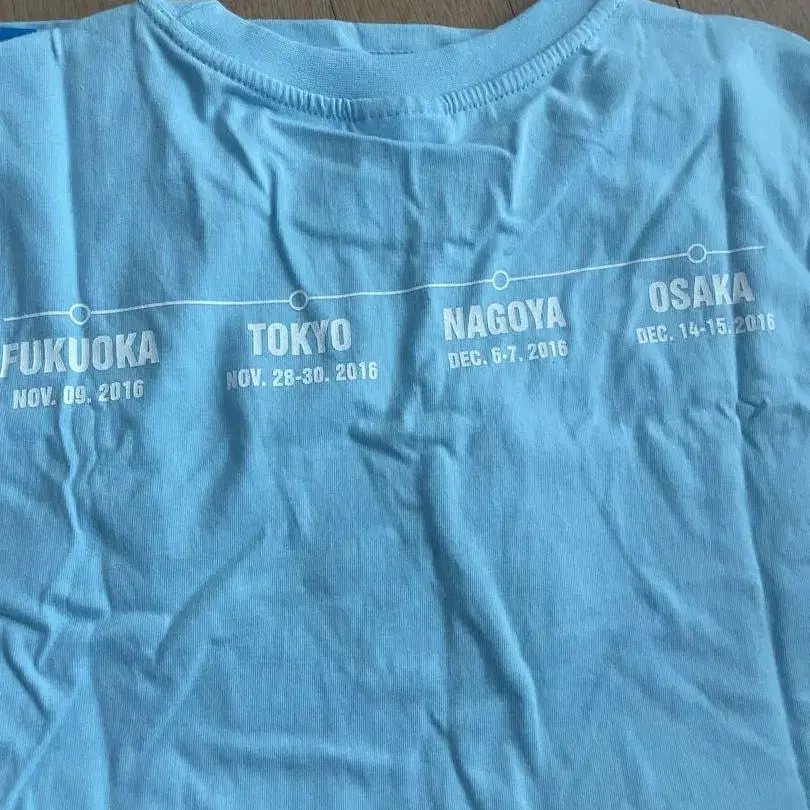 FUKUOKA
NOV. 09. 2016
TOKYO
NOV. 28-30. 2016
NAGOYA
DEC. 6-7. 2016
OSAKA
DEC. 14-15. 2016